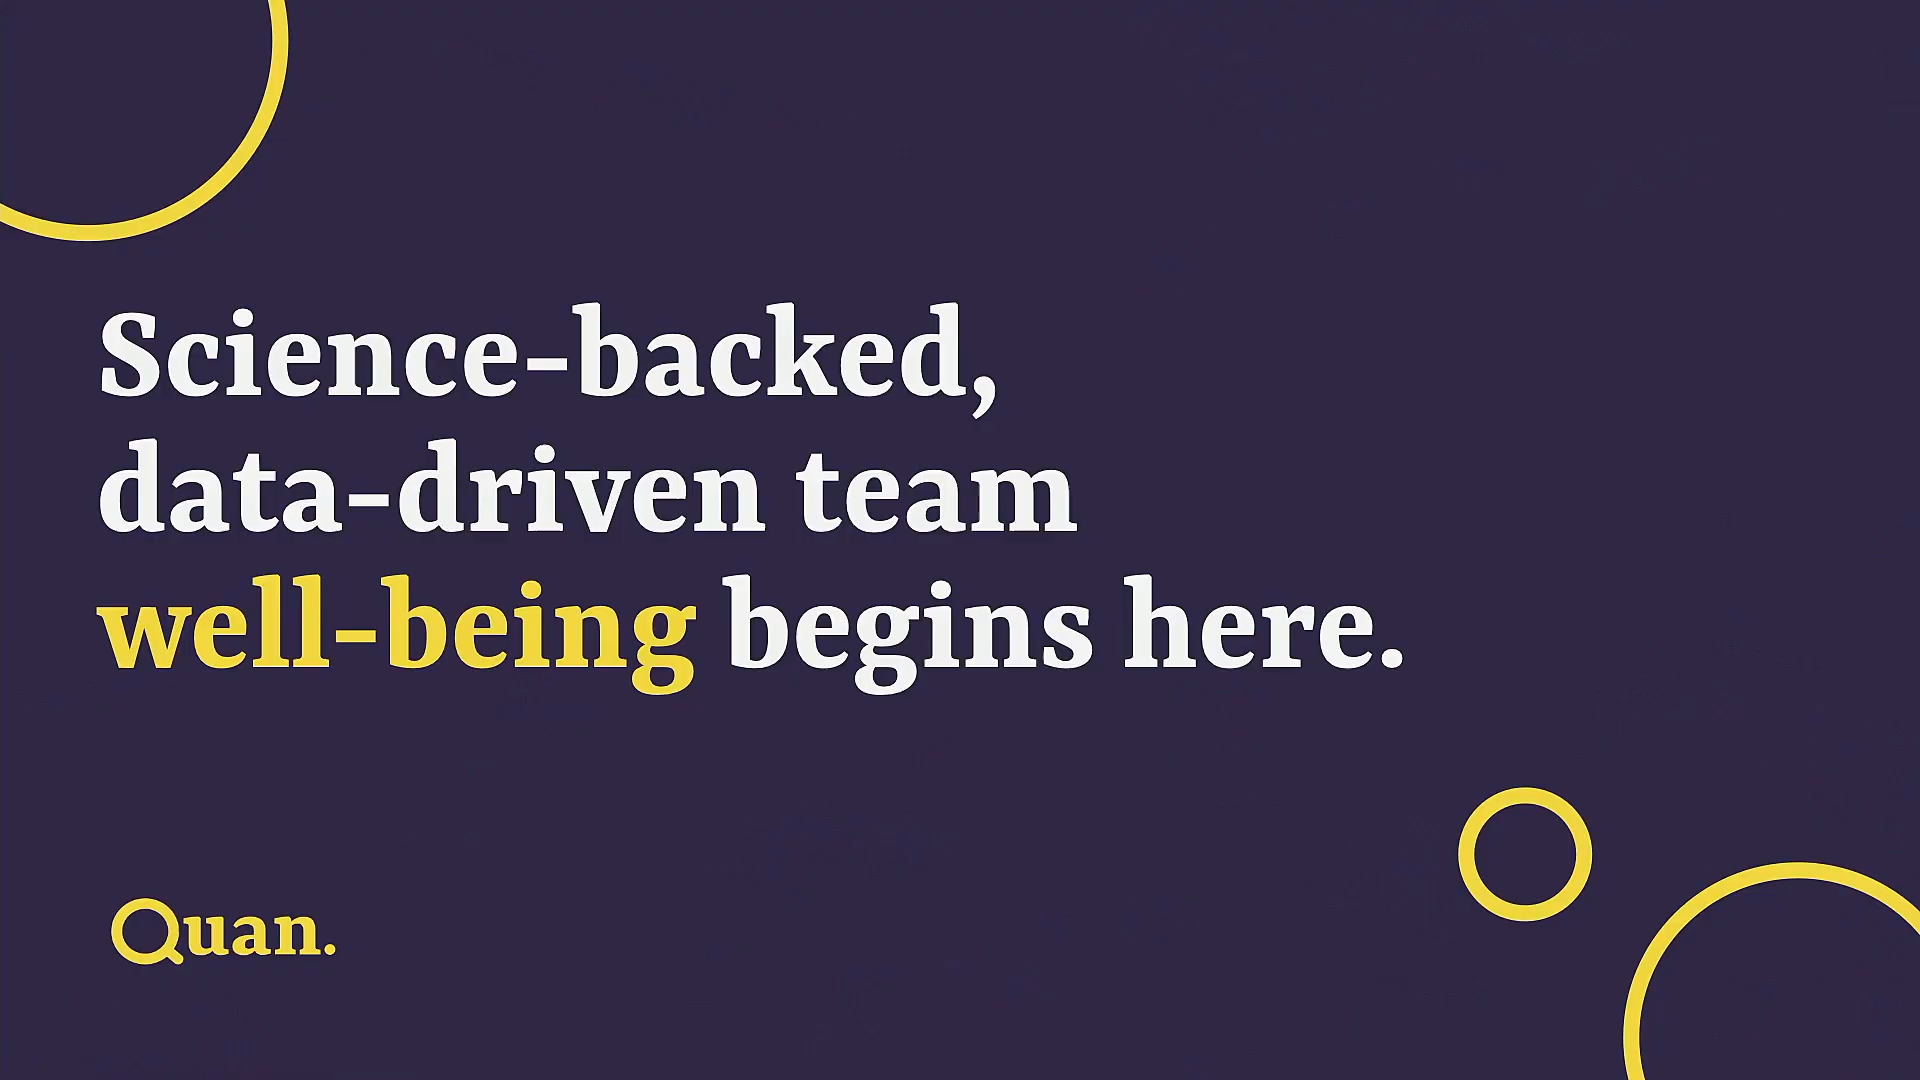 Science-backed,
data-driven team
well-being begins here.
Quan.